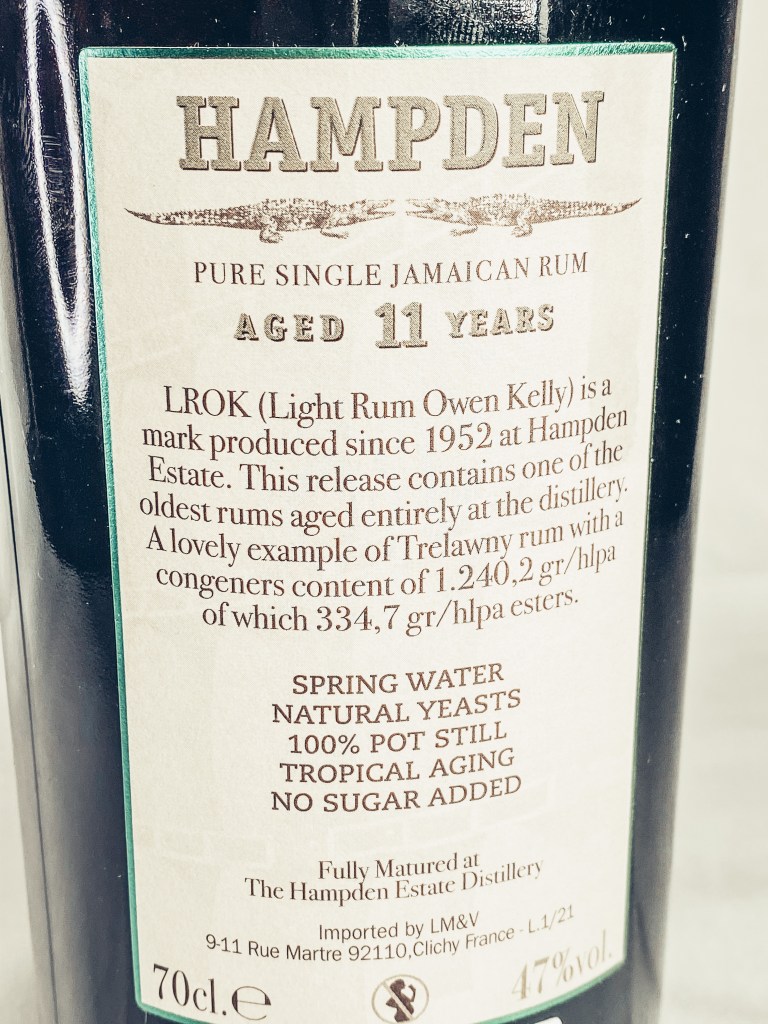 HAMPDEN
PURE SINGLE JAMAICAN RUM
AGED 11 YEARS
LROK (Light Rum Owen Kelly) is a
mark produced since 1952 at Hampden
Estate. This release contains one of the
oldest rums aged entirely at the distillery.
A lovely example of Trelawny rum with a
congeners content of 1.240,2 gr/hlpa
of which 334,7 gr/hlpa esters.
SPRING WATER
NATURAL YEASTS
100% POT STILL
TROPICAL AGING
NO SUGAR ADDED
Fully Matured at
The Hampden Estate Distillery
Imported by LM&V
9-11 Rue Martre 92110,Clichy France - L.1/21
70cl. ℮ 47%vol.